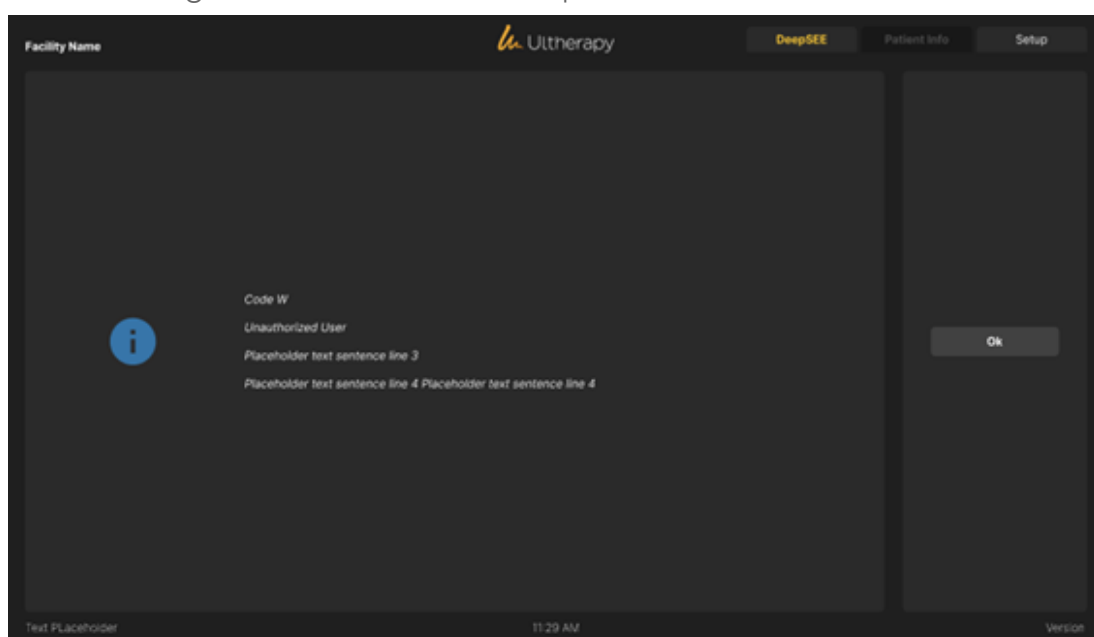 Facility Name
Ultherapy
DeepSEE
Patient Info
Setup
Code W
Unauthorized User
Placeholder text sentence line 3
Placeholder text sentence line 4 Placeholder text sentence line 4
Ok
Text PLaceholder
11:29 AM
Version